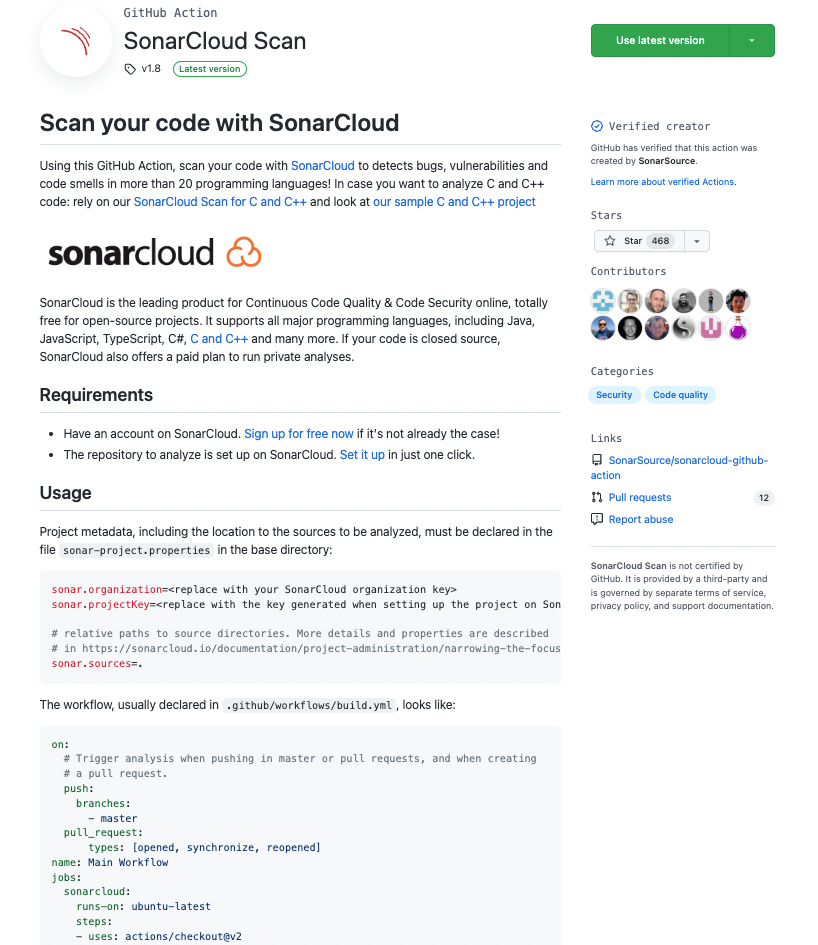 GitHub Action
SonarCloud Scan
v1.8 Latest version
Use latest version
Scan your code with SonarCloud
Using this GitHub Action, scan your code with SonarCloud to detects bugs, vulnerabilities and
code smells in more than 20 programming languages! In case you want to analyze C and C++
code: rely on our SonarCloud Scan for C and C++ and look at our sample C and C++ project
sonarcloud
SonarCloud is the leading product for Continuous Code Quality & Code Security online, totally
free for open-source projects. It supports all major programming languages, including Java,
JavaScript, TypeScript, C#, C and C++ and many more. If your code is closed source,
SonarCloud also offers a paid plan to run private analyses.
Requirements
• Have an account on SonarCloud. Sign up for free now if it's not already the case!
• The repository to analyze is set up on SonarCloud. Set it up in just one click.
Usage
Project metadata, including the location to the sources to be analyzed, must be declared in the
file sonar-project.properties in the base directory:
sonar.organization=<replace with your SonarCloud organization key>
sonar.projectKey=<replace with the key generated when setting up the project on Son
# relative paths to source directories. More details and properties are described
# in https://sonarcloud.io/documentation/project-administration/narrowing-the-focus
sonar.sources=.
The workflow, usually declared in .github/workflows/build.yml, looks like:
on:
  # Trigger analysis when pushing in master or pull requests, and when creating
  # a pull request.
  push:
    branches:
      - master
  pull_request:
      types: [opened, synchronize, reopened]
name: Main Workflow
jobs:
  sonarcloud:
    runs-on: ubuntu-latest
    steps:
    - uses: actions/checkout@v2
Verified creator
GitHub has verified that this action was
created by SonarSource.
Learn more about verified Actions.
Stars
Star 468
Contributors
Categories
Security Code quality
Links
SonarSource/sonarcloud-github-
action
Pull requests 12
Report abuse
SonarCloud Scan is not certified by
GitHub. It is provided by a third-party and
is governed by separate terms of service,
privacy policy, and support documentation.